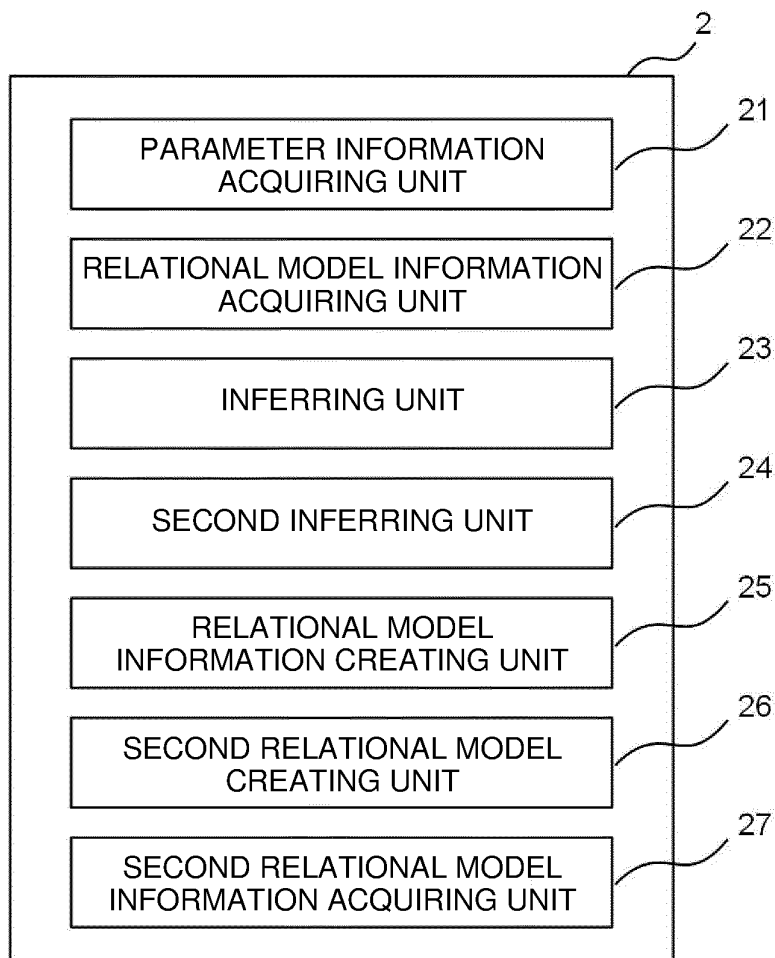 2
PARAMETER INFORMATION
ACQUIRING UNIT
21
RELATIONAL MODEL INFORMATION
ACQUIRING UNIT
22
INFERRING UNIT
23
SECOND INFERRING UNIT
24
RELATIONAL MODEL
INFORMATION CREATING UNIT
25
SECOND RELATIONAL MODEL
CREATING UNIT
26
SECOND RELATIONAL MODEL
INFORMATION ACQUIRING UNIT
27